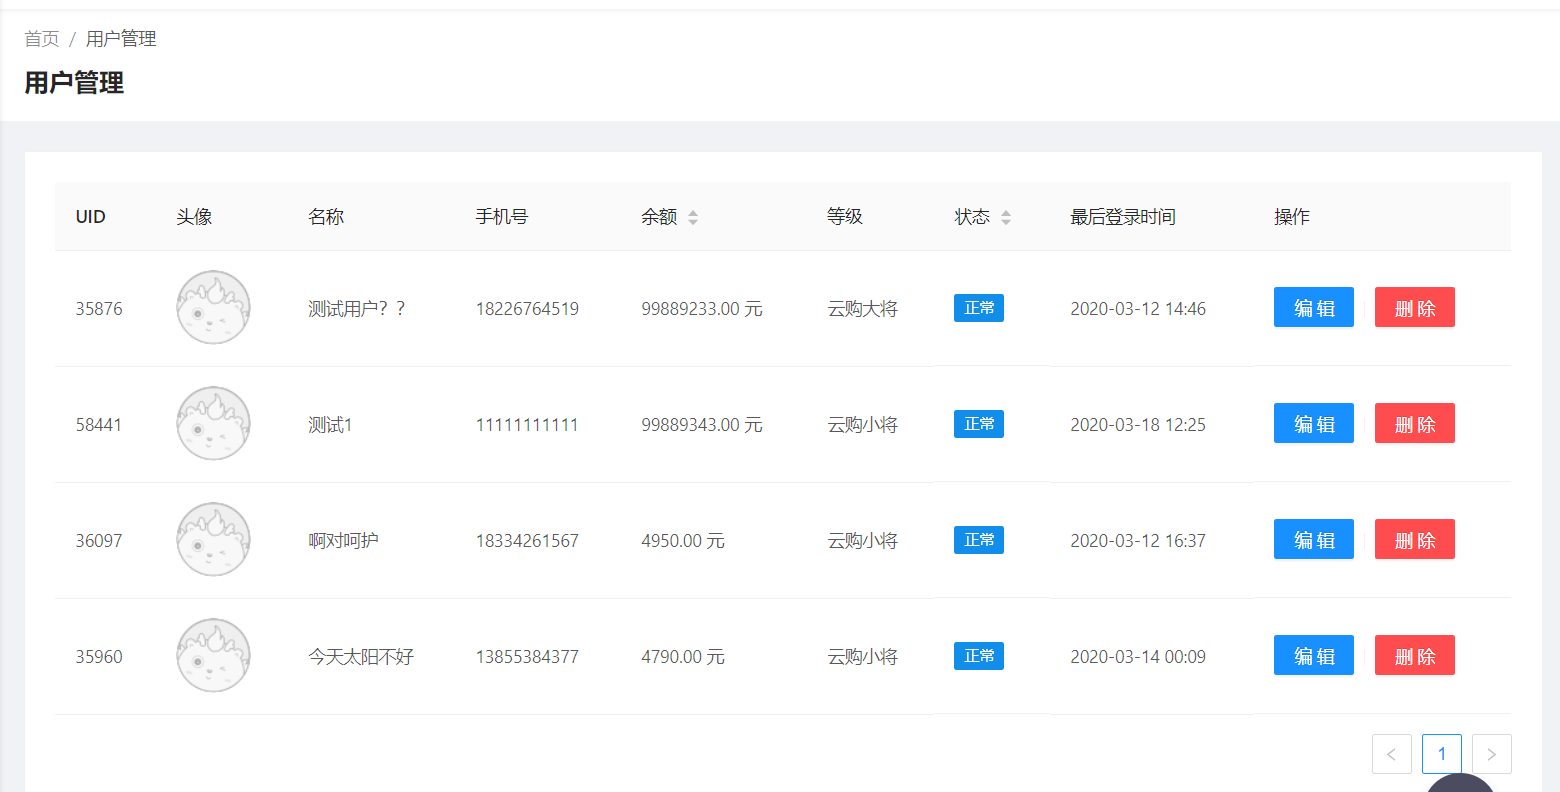 首页 / 用户管理
用户管理
UID 头像 名称 手机号 余额 等级 状态 最后登录时间 操作
35876 测试用户？？ 18226764519 99889233.00 元 云购大将 正常 2020-03-12 14:46 编 辑 删 除
58441 测试1 11111111111 99889343.00 元 云购小将 正常 2020-03-18 12:25 编 辑 删 除
36097 啊对呵护 18334261567 4950.00 元 云购小将 正常 2020-03-12 16:37 编 辑 删 除
35960 今天太阳不好 13855384377 4790.00 元 云购小将 正常 2020-03-14 00:09 编 辑 删 除
< 1 >